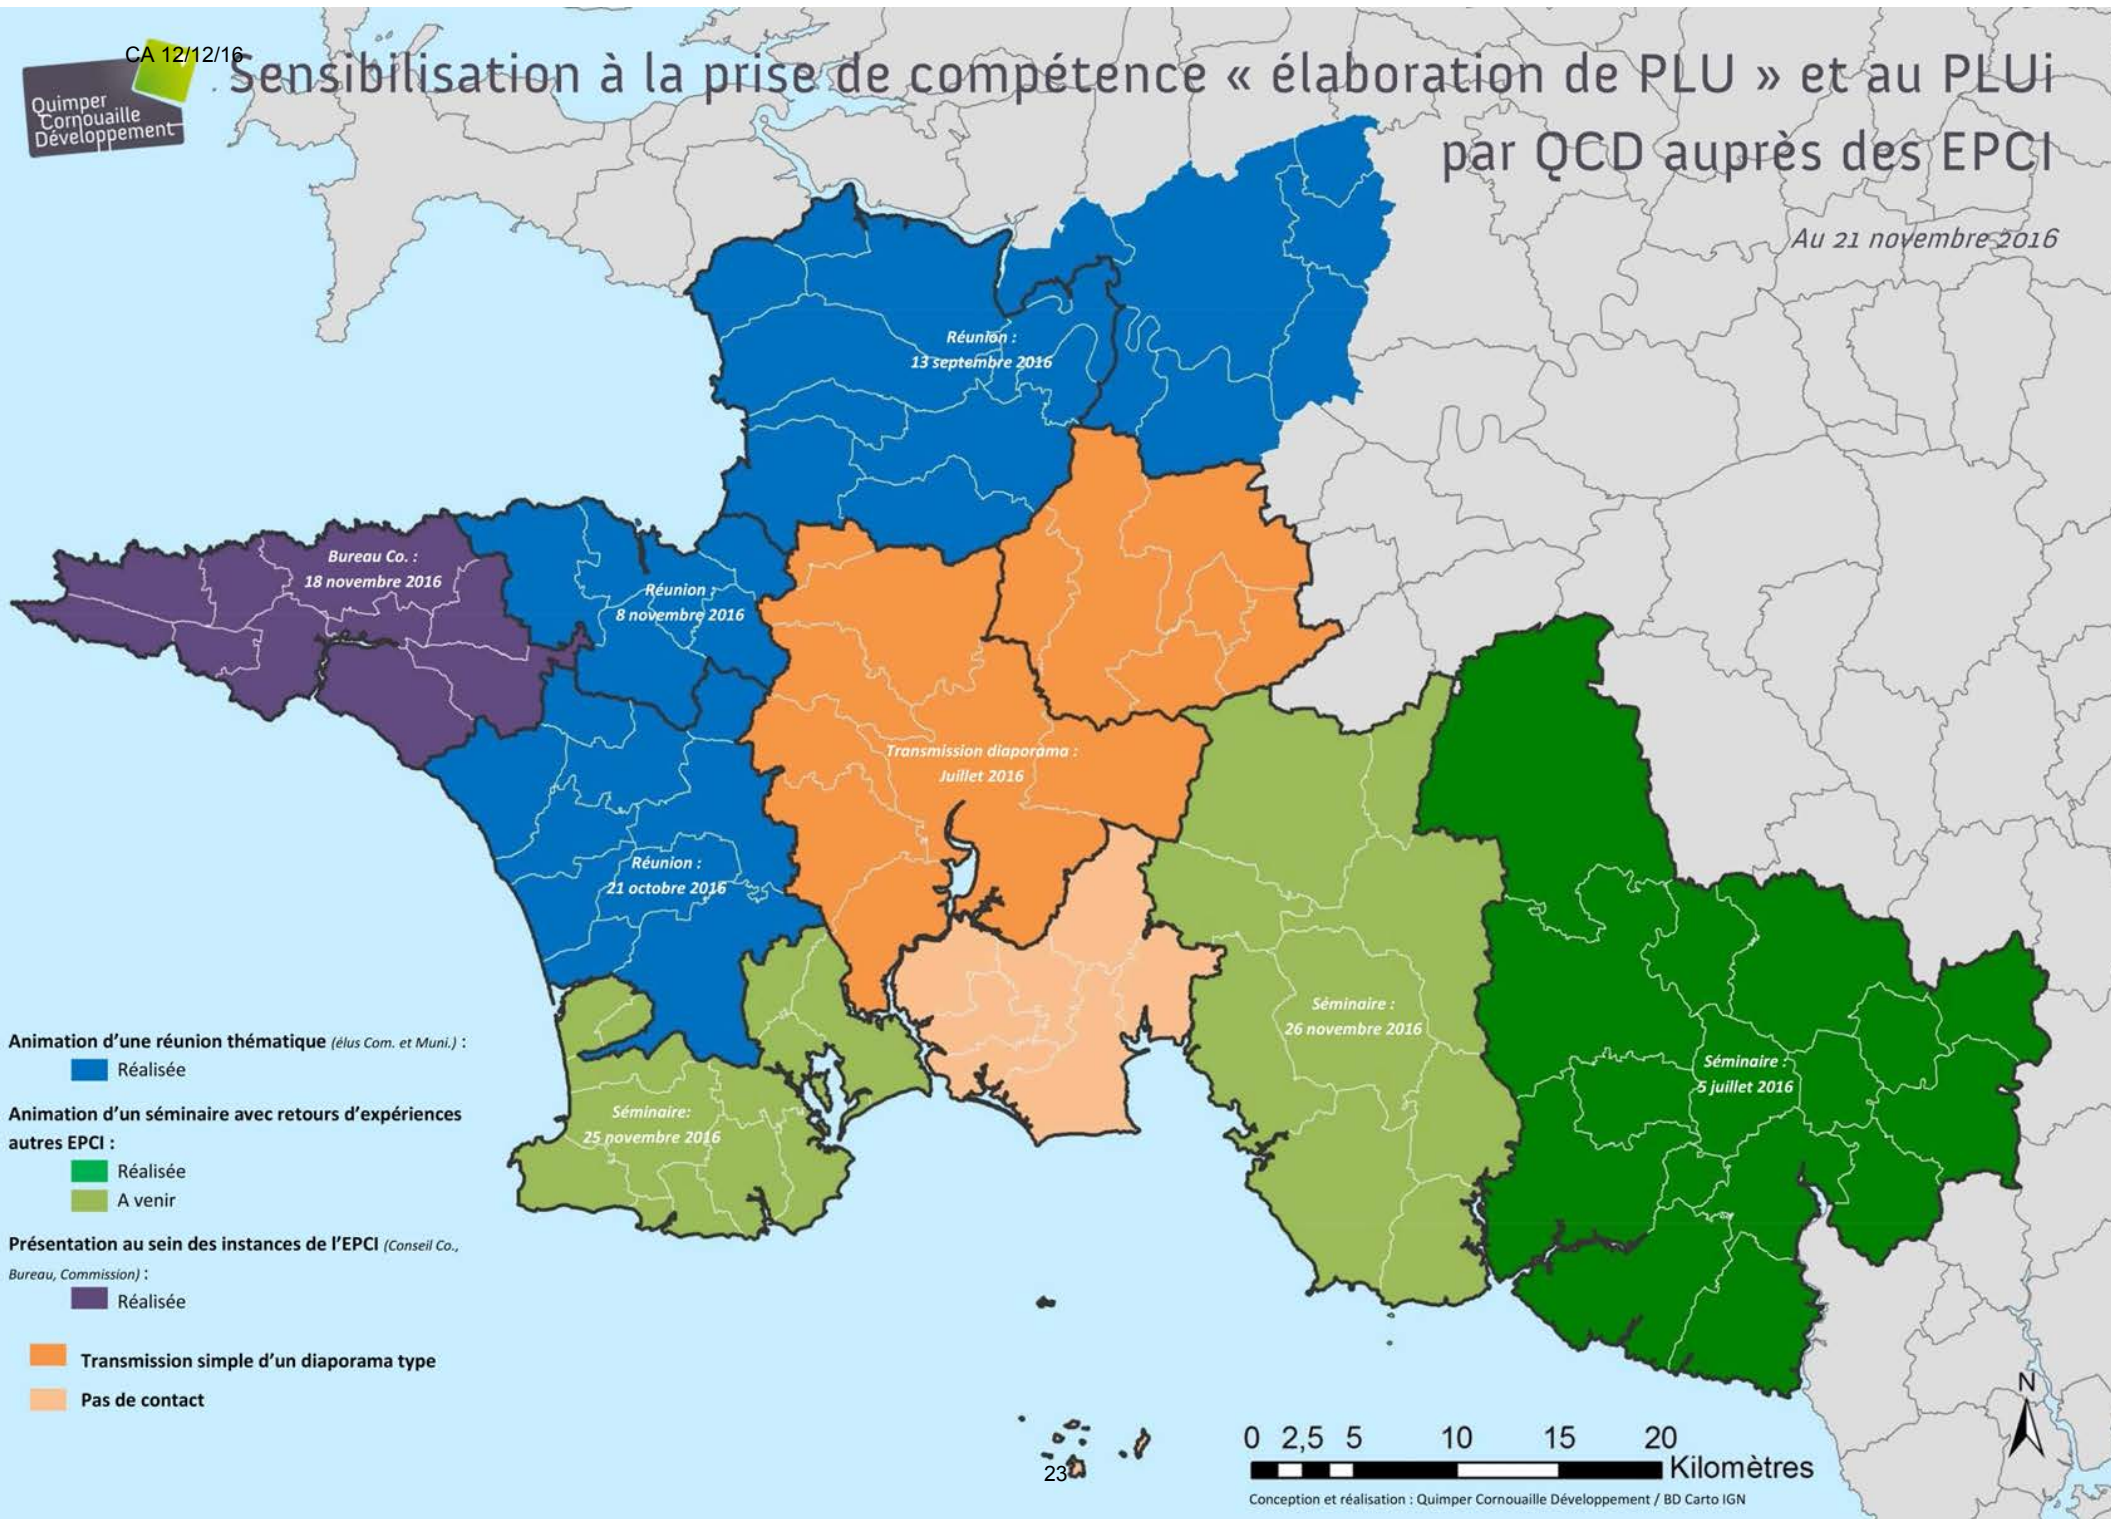 CA 12/12/16
Quimper
Cornouaille
Développement
Sensibilisation à la prise de compétence « élaboration de PLU » et au PLUi
par QCD auprès des EPCI
Au 21 novembre 2016
Réunion :
13 septembre 2016
Bureau Co. :
18 novembre 2016
Réunion :
8 novembre 2016
Transmission diaporama :
Juillet 2016
Réunion :
21 octobre 2016
Séminaire :
26 novembre 2016
Séminaire :
5 juillet 2016
Séminaire:
25 novembre 2016
Animation d'une réunion thématique (élus Com. et Muni.) :
Réalisée
Animation d'un séminaire avec retours d'expériences
autres EPCI :
Réalisée
A venir
Présentation au sein des instances de l'EPCI (Conseil Co.,
Bureau, Commission) :
Réalisée
Transmission simple d'un diaporama type
Pas de contact
N
0 2,5 5 10 15 20
Kilomètres
23
Conception et réalisation : Quimper Cornouaille Développement / BD Carto IGN